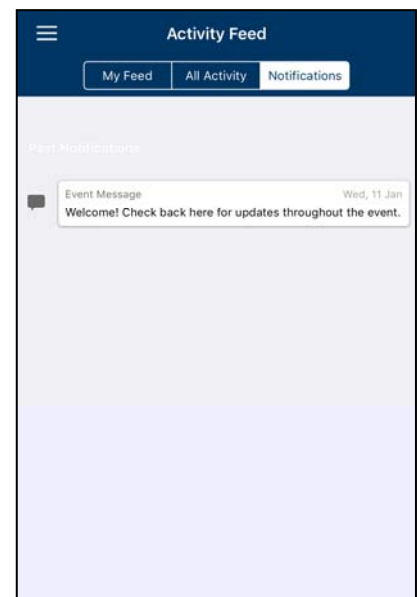 Activity Feed
My Feed All Activity Notifications
Past Notifications
Event Message Wed, 11 Jan
Welcome! Check back here for updates throughout the event.